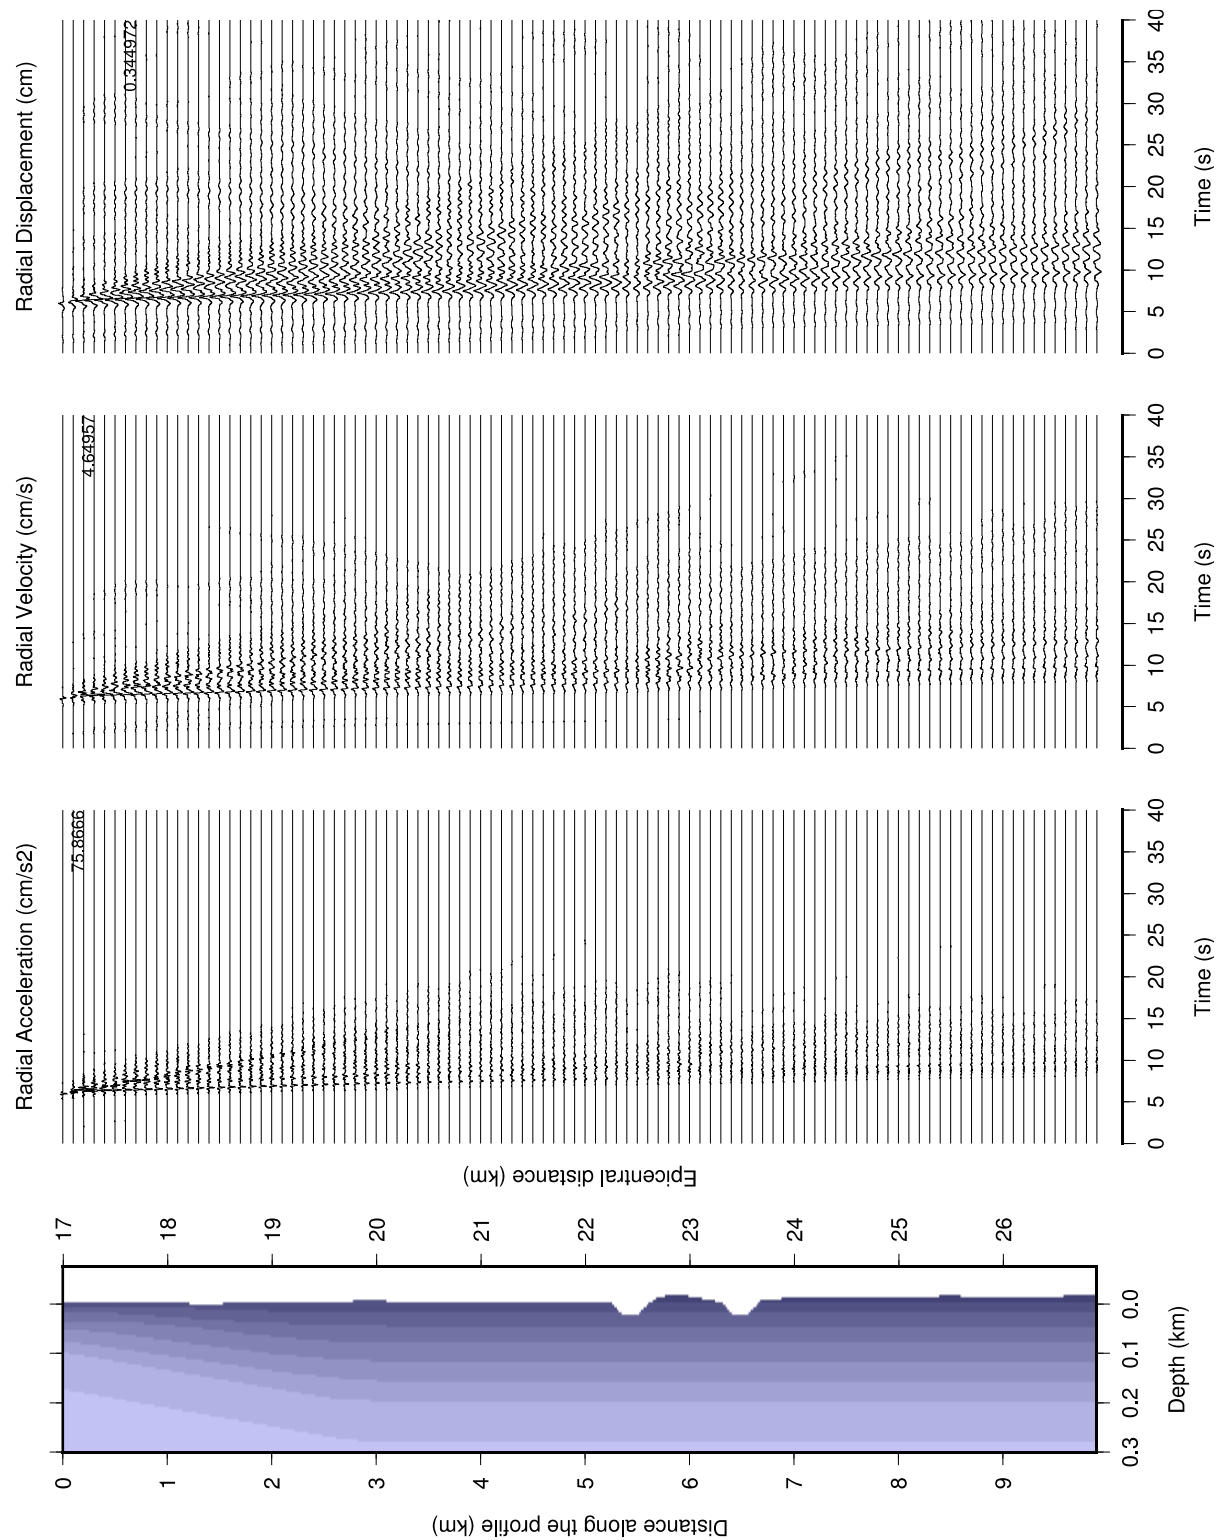 Radial Displacement (cm)
0.344972
0 5 10 15 20 25 30 35 40
Time (s)
Radial Velocity (cm/s)
4.64957
0 5 10 15 20 25 30 35 40
Time (s)
Radial Acceleration (cm/s2)
75.8666
0 5 10 15 20 25 30 35 40
Time (s)
Epicentral distance (km)
17 18 19 20 21 22 23 24 25 26
0.0 0.1 0.2 0.3
Depth (km)
0 1 2 3 4 5 6 7 8 9
Distance along the profile (km)